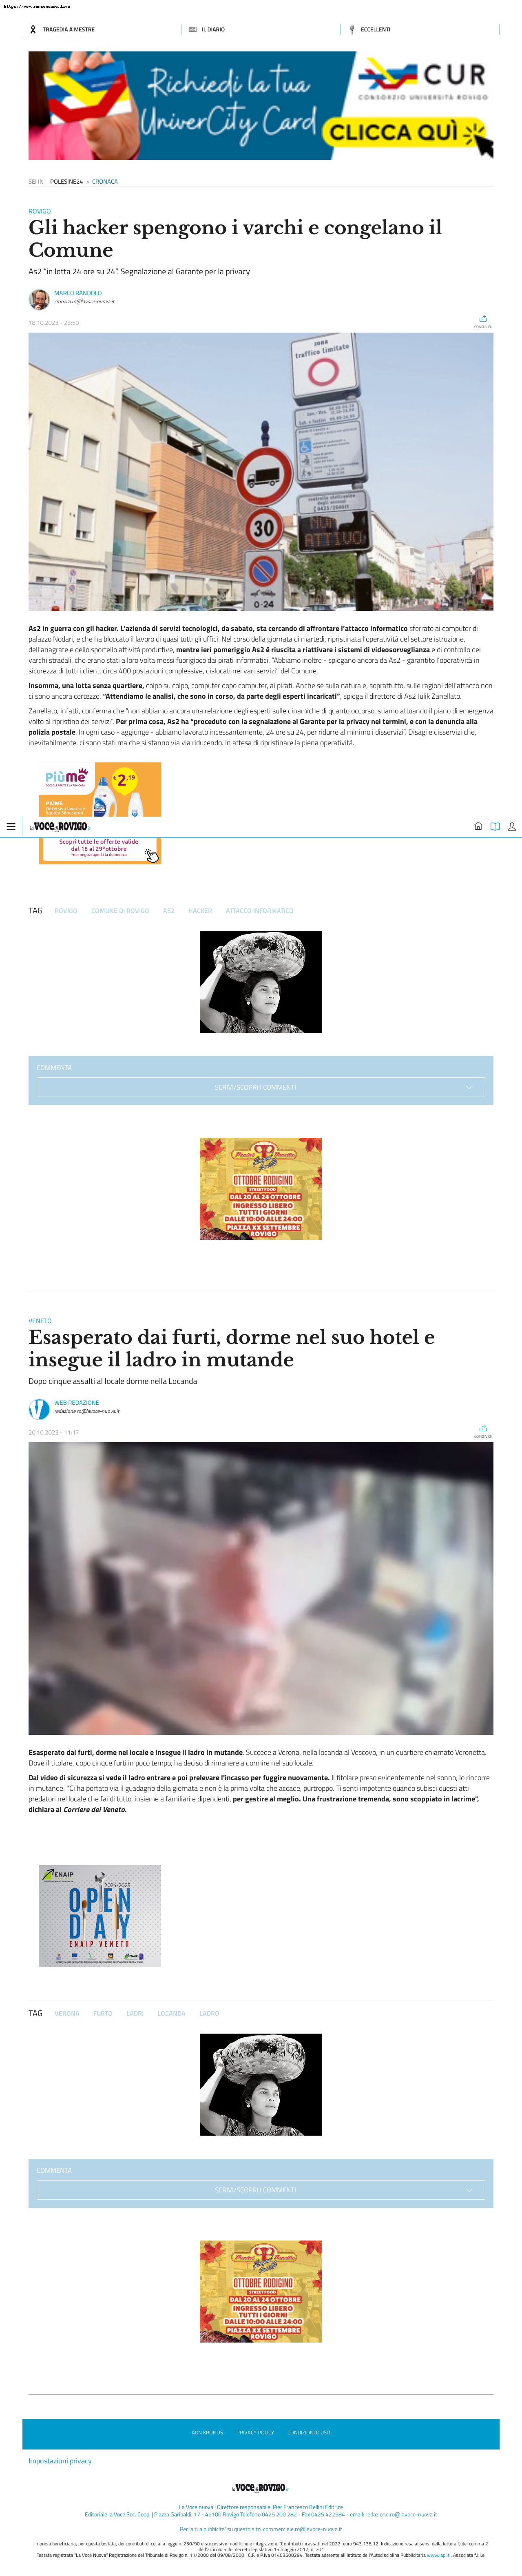 https://www.ransomware.live
TRAGEDIA A MESTRE
IL DIARIO
ECCELLENTI
Richiedi la tua
UniverCity Card
CUR
CONSORZIO UNIVERSITÀ ROVIGO
CLICCA QUÌ
SEI IN POLESINE24 > CRONACA
ROVIGO
Gli hacker spengono i varchi e congelano il
Comune
As2 "in lotta 24 ore su 24". Segnalazione al Garante per la privacy
MARCO RANDOLO
cronaca.ro@lavoce-nuova.it
18.10.2023 - 23:59
CONDIVIDI
zona
traffico limitato
30
0-24
As2 in guerra con gli hacker. L'azienda di servizi tecnologici, da sabato, sta cercando di affrontare l'attacco informatico sferrato ai computer di
palazzo Nodari, e che ha bloccato il lavoro di quasi tutti gli uffici. Nel corso della giornata di martedì, ripristinata l'operatività del settore istruzione,
dell'anagrafe e dello sportello attività produttive, mentre ieri pomeriggio As2 è riuscita a riattivare i sistemi di videosorveglianza e di controllo dei
varchi stradali, che erano stati a loro volta messi fuorigioco dai pirati informatici. "Abbiamo inoltre - spiegano ancora da As2 - garantito l'operatività in
sicurezza di tutti i client, circa 400 postazioni complessive, dislocati nei vari servizi" del Comune.
Insomma, una lotta senza quartiere, colpo su colpo, computer dopo computer, ai pirati. Anche se sulla natura e, soprattutto, sulle ragioni dell'attacco non
ci sono ancora certezze. "Attendiamo le analisi, che sono in corso, da parte degli esperti incaricati", spiega il direttore di As2 Julik Zanellato.
Zanellato, infatti, conferma che "non abbiamo ancora una relazione degli esperti sulle dinamiche di quanto occorso, stiamo attuando il piano di emergenza
volto al ripristino dei servizi". Per prima cosa, As2 ha "proceduto con la segnalazione al Garante per la privacy nei termini, e con la denuncia alla
polizia postale. In ogni caso - aggiunge - abbiamo lavorato incessantemente, 24 ore su 24, per ridurre al minimo i disservizi". Disagi e disservizi che,
inevitabilmente, ci sono stati ma che si stanno via via riducendo. In attesa di ripristinare la piena operatività.
Piùme
€2,19
PIÙME
la VOCE di ROVIGO.it
Scopri tutte le offerte valide
dal 16 al 29*ottobre
*nei negozi aperti la domenica
TAG ROVIGO COMUNE DI ROVIGO AS2 HACKER ATTACCO INFORMATICO
COMMENTA
SCRIVI/SCOPRI I COMMENTI
OTTOBRE RODIGINO
STREET FOOD
DAL 20 AL 24 OTTOBRE
INGRESSO LIBERO
TUTTI I GIORNI
DALLE 10:00 ALLE 24:00
PIAZZA XX SETTEMBRE
ROVIGO
VENETO
Esasperato dai furti, dorme nel suo hotel e
insegue il ladro in mutande
Dopo cinque assalti al locale dorme nella Locanda
WEB REDAZIONE
redazione.ro@lavoce-nuova.it
20.10.2023 - 11:17
CONDIVIDI
Esasperato dai furti, dorme nel locale e insegue il ladro in mutande. Succede a Verona, nella locanda al Vescovo, in un quartiere chiamato Veronetta.
Dove il titolare, dopo cinque furti in poco tempo, ha deciso di rimanere a dormire nel suo locale.
Dal video di sicurezza si vede il ladro entrare e poi prelevare l'incasso per fuggire nuovamente. Il titolare preso evidentemente nel sonno, lo rincorre
in mutande. "Ci ha portato via il guadagno della giornata e non è la prima volta che accade, purtroppo. Ti senti impotente quando subisci questi atti
predatori nel locale che fai di tutto, insieme a familiari e dipendenti, per gestire al meglio. Una frustrazione tremenda, sono scoppiato in lacrime",
dichiara al Corriere del Veneto.
ENAIP
2024-2025
OPEN
DAY
ENAIP VENETO
TAG VERONA FURTO LADRI LOCANDA LADRO
COMMENTA
SCRIVI/SCOPRI I COMMENTI
OTTOBRE RODIGINO
STREET FOOD
DAL 20 AL 24 OTTOBRE
INGRESSO LIBERO
TUTTI I GIORNI
DALLE 10:00 ALLE 24:00
PIAZZA XX SETTEMBRE
ROVIGO
ADN KRONOS PRIVACY POLICY CONDIZIONI D'USO
Impostazioni privacy
la VOCE di ROVIGO.it
La Voce nuova | Direttore responsabile: Pier Francesco Bellini Editrice
Editoriale la Voce Soc. Coop. | Piazza Garibaldi, 17 - 45100 Rovigo Telefono 0425 200 282 - Fax 0425 422584 - email: redazione.ro@lavoce-nuova.it
Per la tua pubblicita' su questo sito: commerciale.ro@lavoce-nuova.it
Impresa beneficiaria, per questa testata, dei contributi di cui alla legge n. 250/90 e successive modifiche e integrazioni. "Contributi incassati nel 2022: euro 943.138,12. Indicazione resa ai sensi della lettera f) del comma 2
dell'articolo 5 del decreto legislativo 15 maggio 2017, n. 70."
Testata registrata "La Voce Nuova" Registrazione del Tribunale di Rovigo n. 11/2000 del 09/08/2000 | C.F. e P.Iva 01463600294. Testata aderente all'Istituto dell'Autodisciplina Pubblicitaria www.iap.it . Associata F.I.L.E.